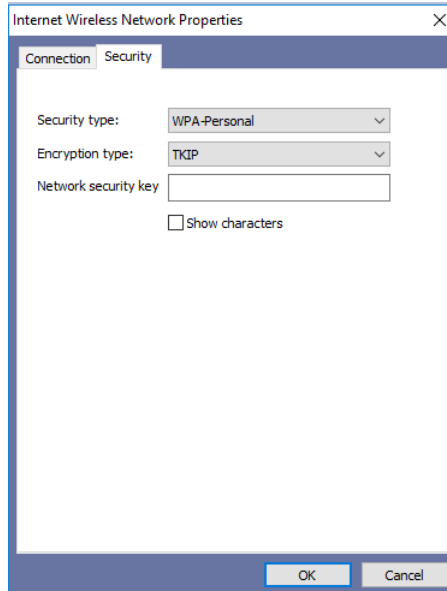 Internet Wireless Network Properties
Connection Security
Security type: WPA-Personal
Encryption type: TKIP
Network security key
Show characters
OK Cancel